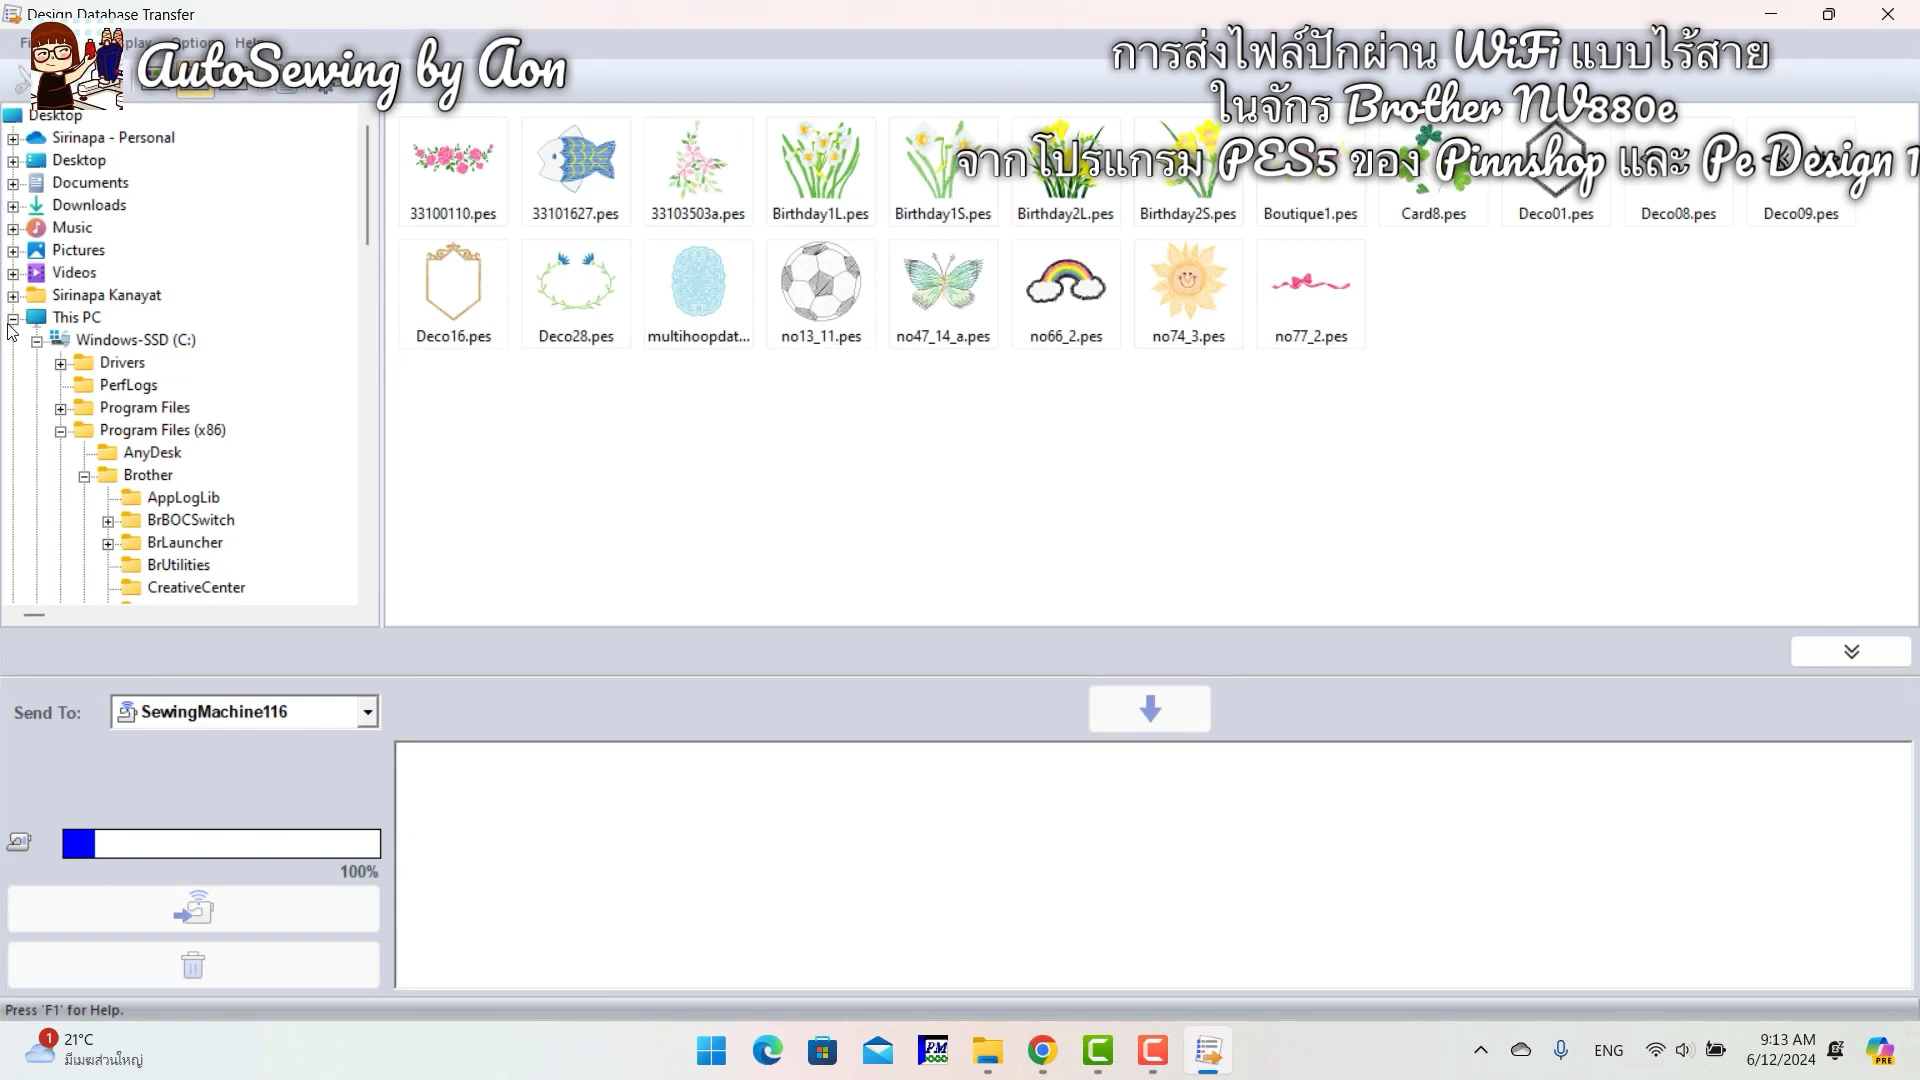 Design Database Transfer
Help
AutoSewing by Aon
การส่งไฟล์ปักผ่าน WiFi แบบไร้สาย
ในจักร Brother NV880e
จากโปรแกรม PES5 ของ Pinnshop และ Pe Design 1
Desktop
Sirinapa - Personal
Desktop
Documents
Downloads
Music
Pictures
Videos
Sirinapa Kanayat
This PC
Windows-SSD (C:)
Drivers
PerfLogs
Program Files
Program Files (x86)
AnyDesk
Brother
AppLogLib
BrBOCSwitch
BrLauncher
BrUtilities
CreativeCenter
33100110.pes
33101627.pes
33103503a.pes
Birthday1L.pes
Birthday1S.pes
Birthday2L.pes
Birthday2S.pes
Boutique1.pes
Card8.pes
Deco01.pes
Deco08.pes
Deco09.pes
Deco16.pes
Deco28.pes
multihoopdat...
no13_11.pes
no47_14_a.pes
no66_2.pes
no74_3.pes
no77_2.pes
Send To:
SewingMachine116
100%
Press 'F1' for Help.
1
21°C
มีเมฆส่วนใหญ่
PM
ENG
9:13 AM
6/12/2024
PRE